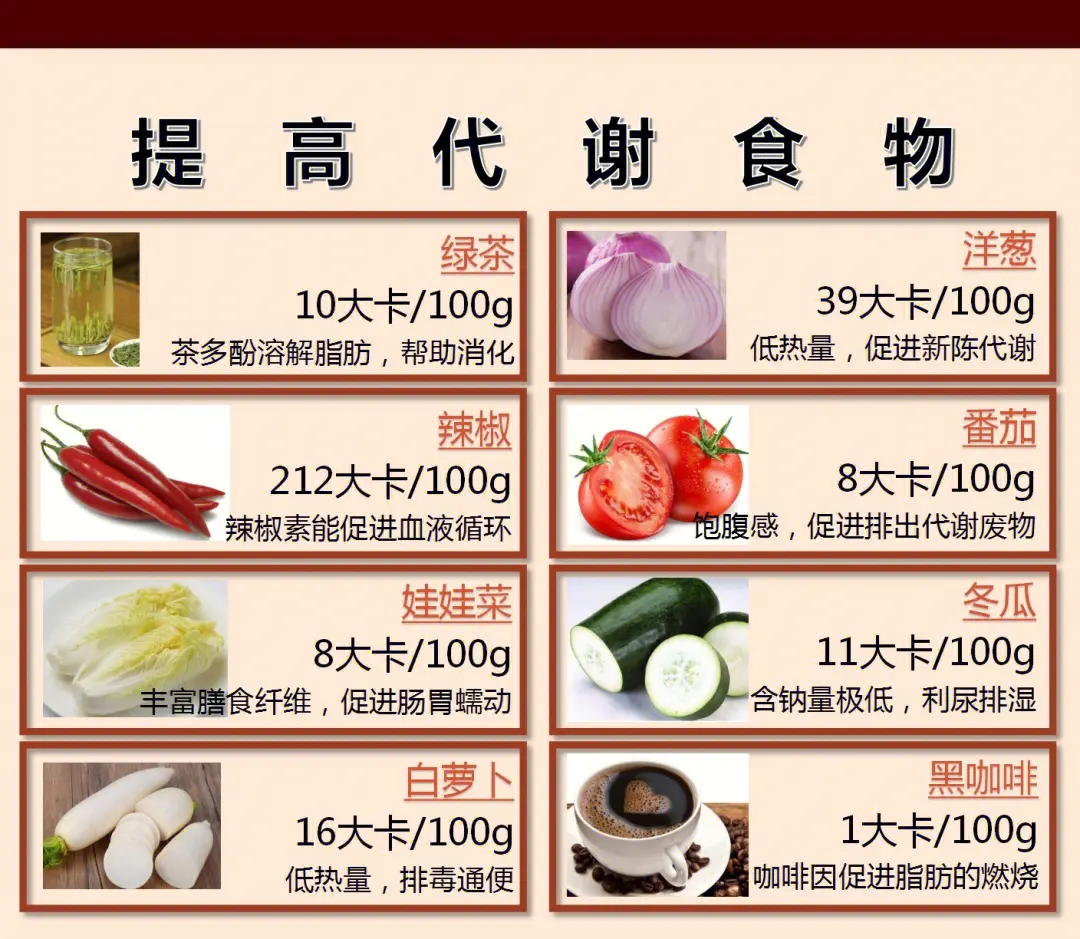 提高代谢食物
绿茶
10大卡/100g
茶多酚溶解脂肪，帮助消化
洋葱
39大卡/100g
低热量，促进新陈代谢
辣椒
212大卡/100g
辣椒素能促进血液循环
番茄
8大卡/100g
饱腹感，促进排出代谢废物
娃娃菜
8大卡/100g
丰富膳食纤维，促进肠胃蠕动
冬瓜
11大卡/100g
含钠量极低，利尿排湿
白萝卜
16大卡/100g
低热量，排毒通便
黑咖啡
1大卡/100g
咖啡因促进脂肪的燃烧